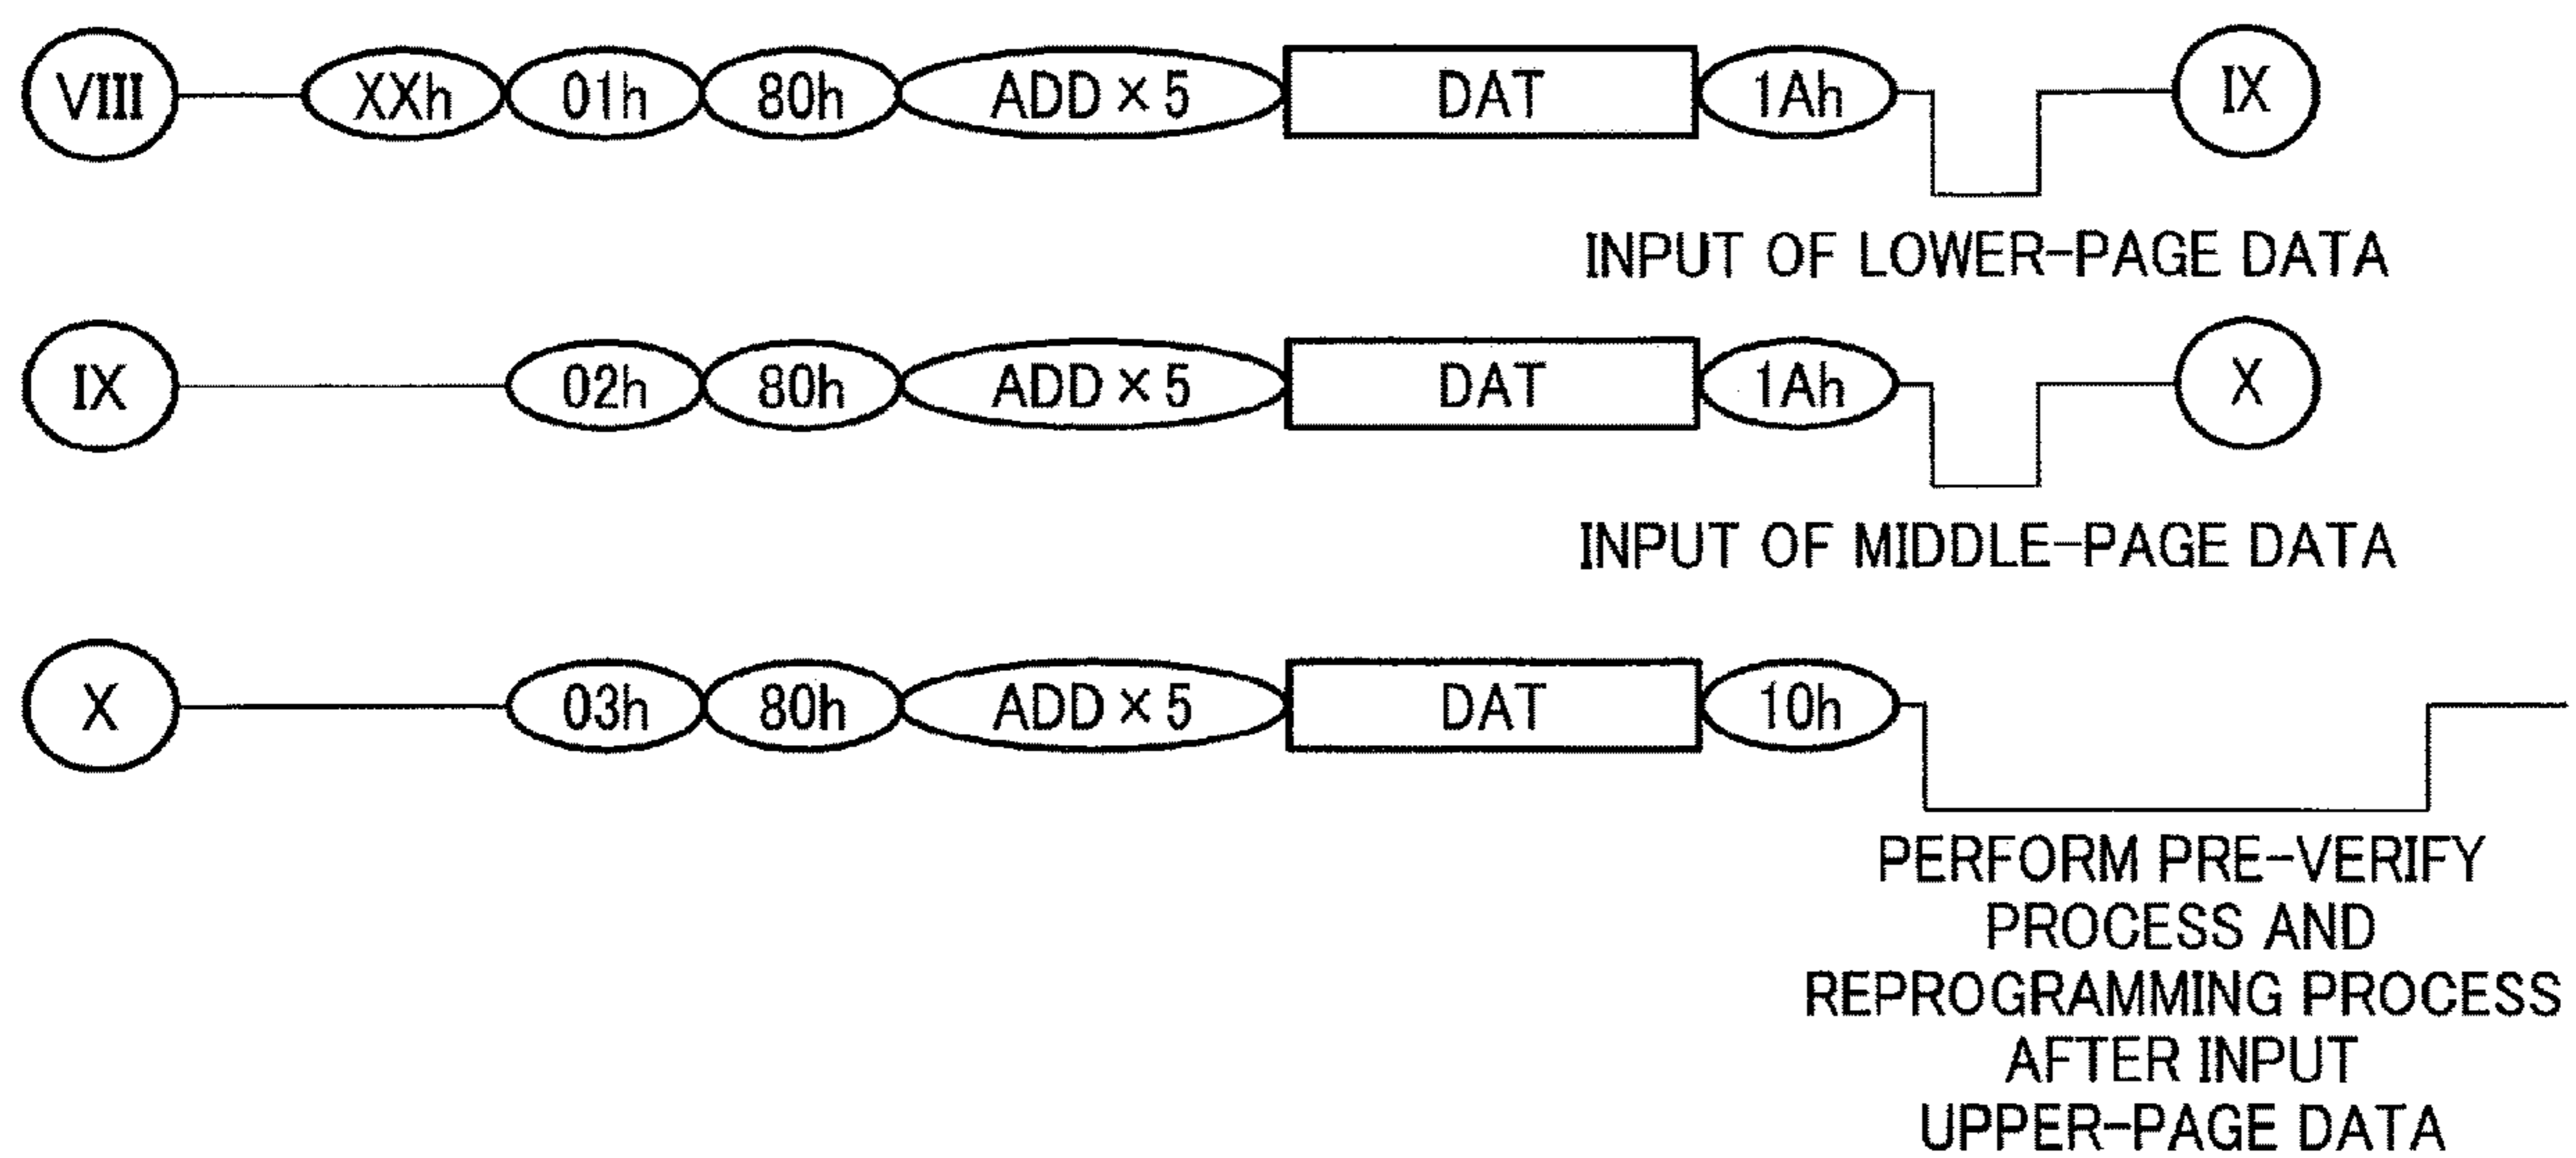 VIII XXh 01h 80h ADD × 5 DAT 1Ah IX
INPUT OF LOWER-PAGE DATA
IX 02h 80h ADD × 5 DAT 1Ah X
INPUT OF MIDDLE-PAGE DATA
X 03h 80h ADD × 5 DAT 10h
PERFORM PRE-VERIFY
PROCESS AND
REPROGRAMMING PROCESS
AFTER INPUT
UPPER-PAGE DATA